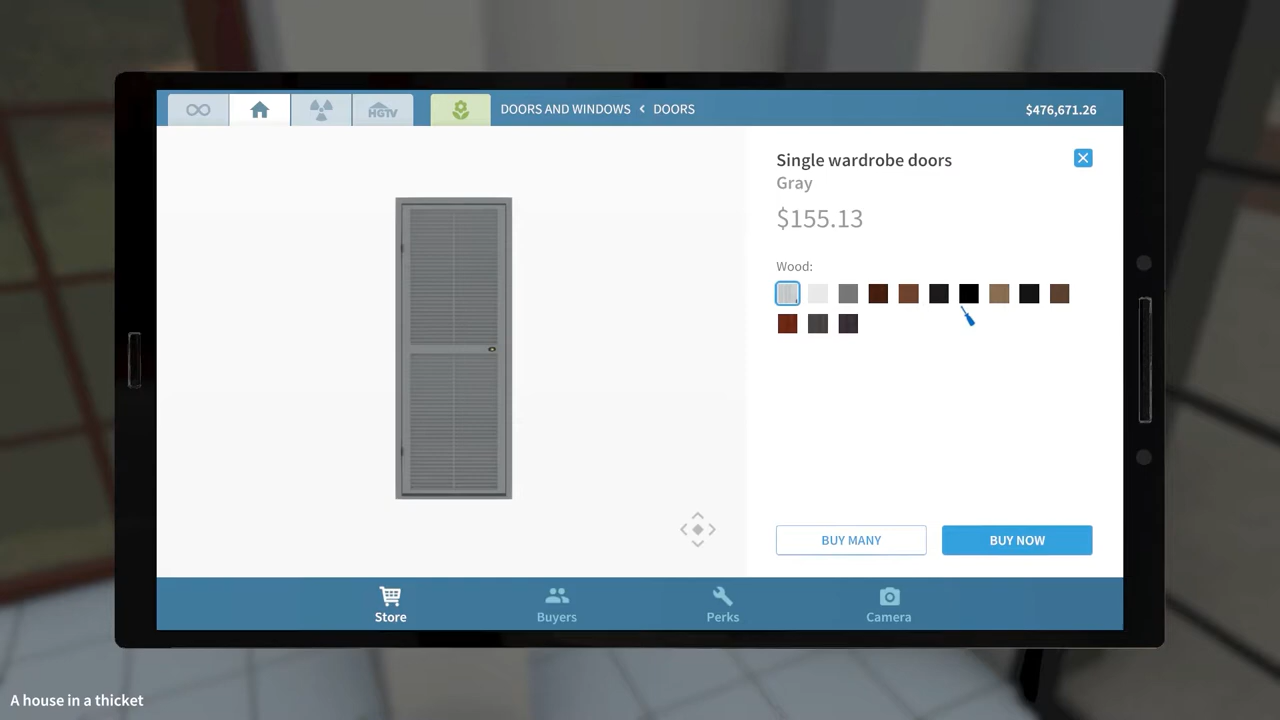 HGTV
DOORS AND WINDOWS < DOORS
$476,671.26
Single wardrobe doors
Gray
$155.13
Wood:
BUY MANY
BUY NOW
Store
Buyers
Perks
Camera
A house in a thicket